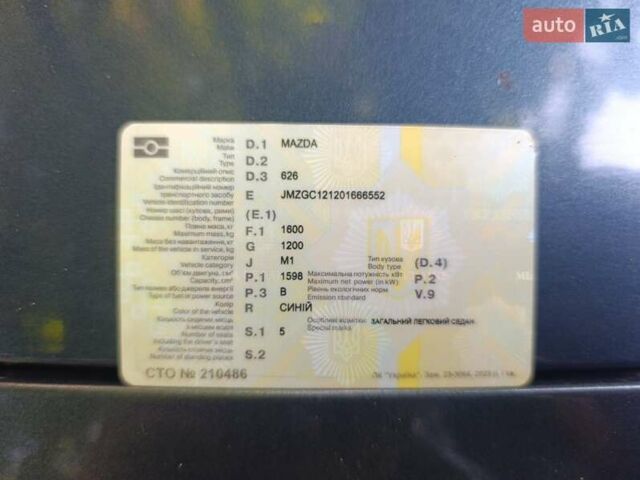 auto RIA .com
Марка
Make D.1 MAZDA
Тип
Type D.2
Комерційний опис
Commercial description D.3 626
Ідентифікаційний номер
транспортного засобу
Vehicle identification number E JMZGC121201666552
Номер шасі (кузова, рами)
Chassis number (body, frame) (E.1)
Повна маса, кг
Maximum mass, kg F.1 1600
Маса без навантаження, кг
Mass of the vehicle in service, kg G 1200
Категорія
Vehicle category J M1 Тип кузова
Body type (D.4)
Об'єм двигуна, см³
Capacity, cm³ P.1 1598 Максимальна потужність кВт
Maximum net power (in kW) P.2
Тип палива або джерела енергії
Type of fuel or power source P.3 B Рівень екологічних норм
Emission standard V.9
Колір
Color of the vehicle R СИНІЙ Особливі відмітки
Special marks ЗАГАЛЬНИЙ ЛЕГКОВИЙ СЕДАН
Кількість сидячих місць
з місцем водія
Number of seats
including the driver's seat S.1 5
Кількість стоячих місць
Number of standing places S.2
СТО № 210486
ПК "Україна". Зам. 2023 р.